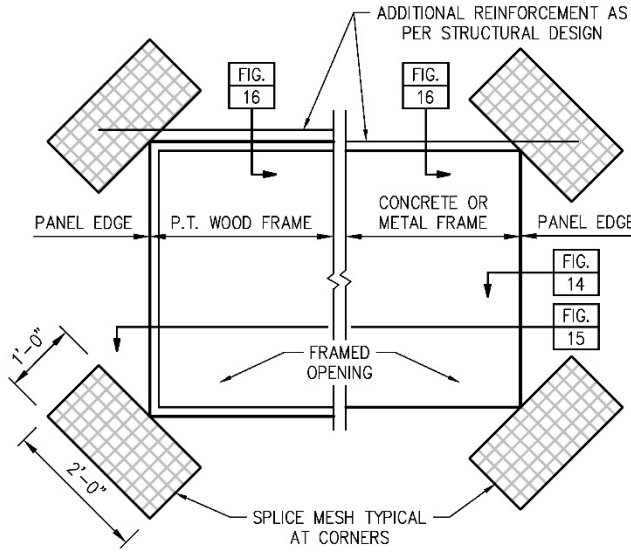 ADDITIONAL REINFORCEMENT AS
PER STRUCTURAL DESIGN
FIG.
16
FIG.
16
PANEL EDGE
P.T. WOOD FRAME
CONCRETE OR
METAL FRAME
PANEL EDGE
FIG.
14
FIG.
15
1'-0"
FRAMED
OPENING
2'-0"
SPLICE MESH TYPICAL
AT CORNERS